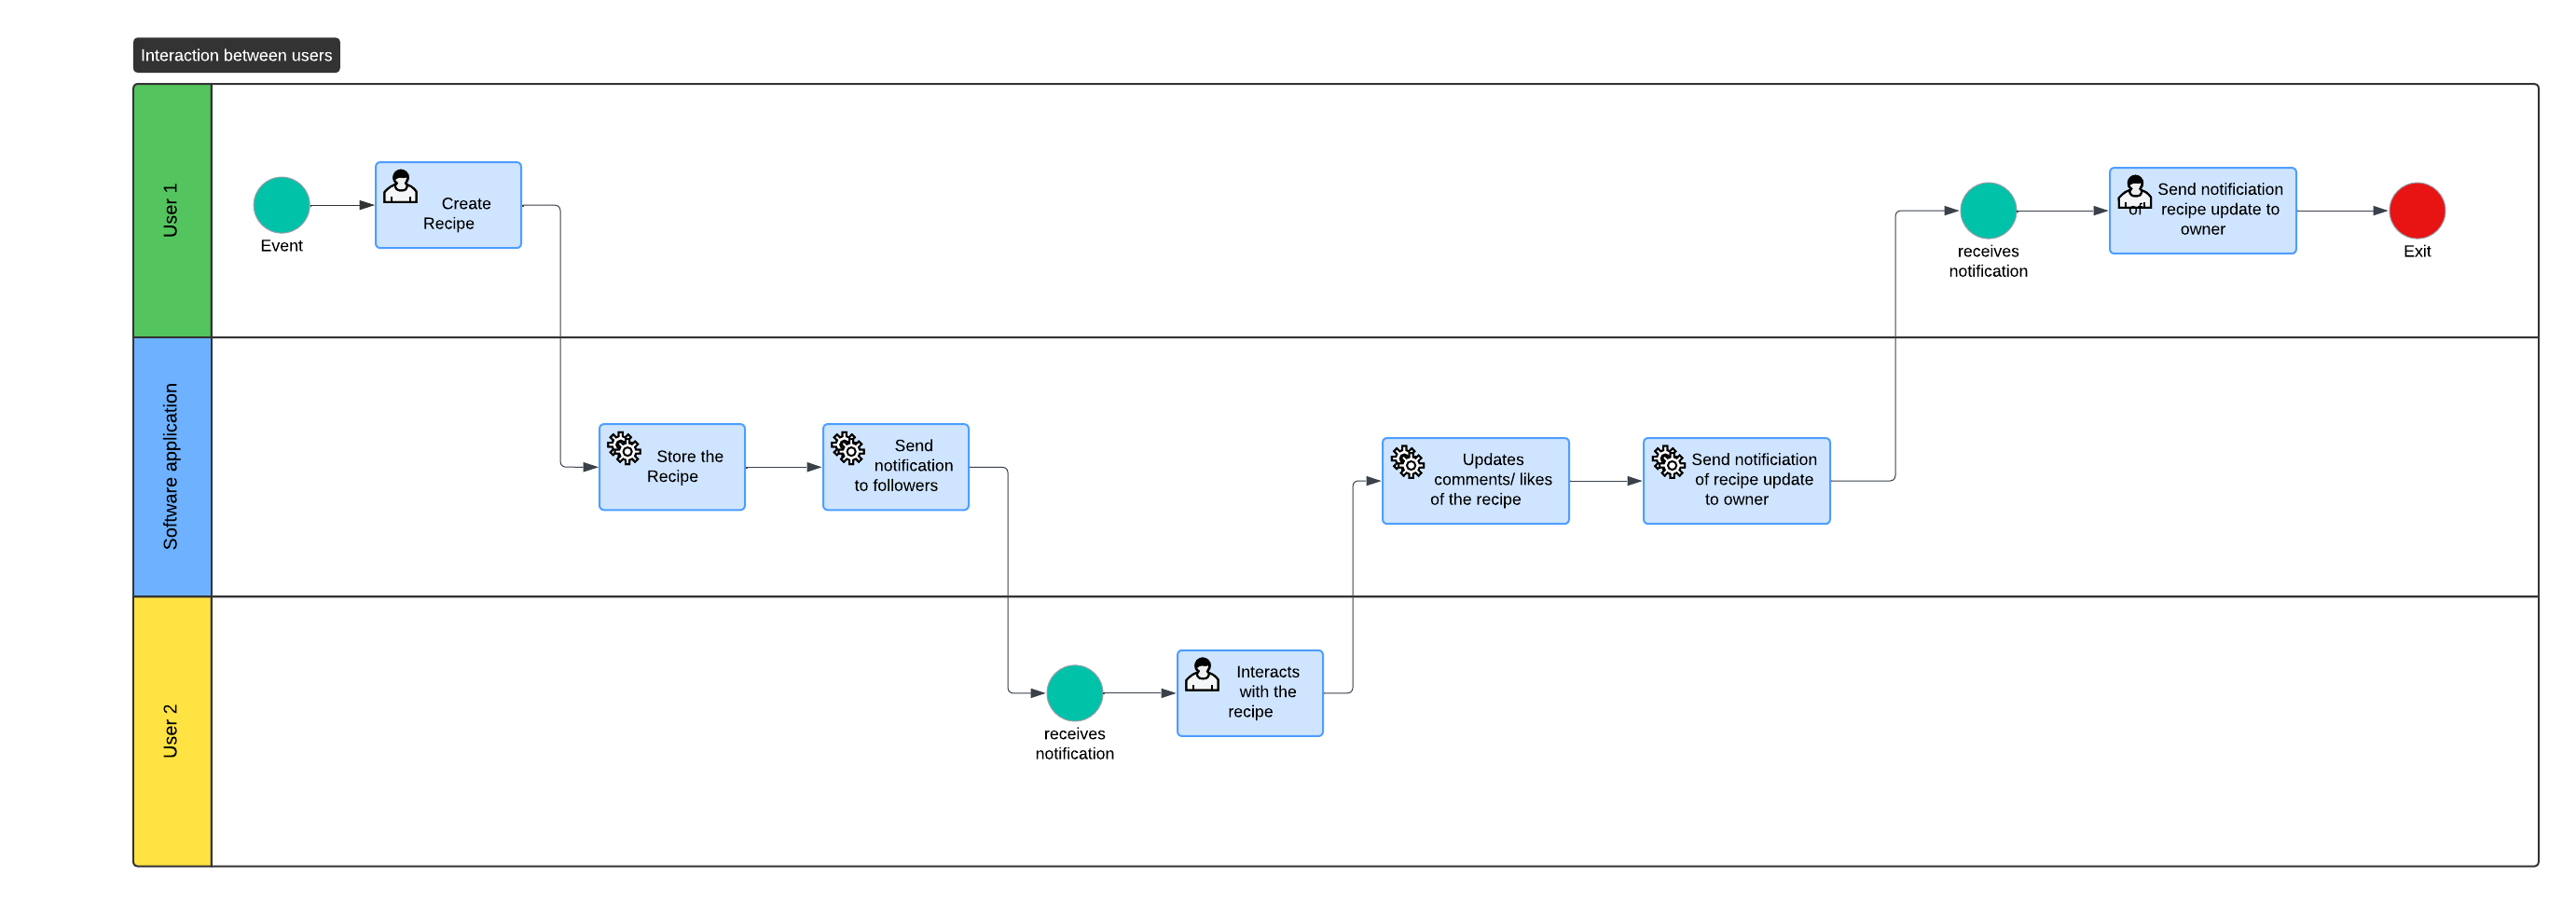 Interaction between users
User 1
Event
Create
Recipe
receives
notification
Send notificiation
of recipe update to
owner
Exit
Software application
Store the
Recipe
Send
notification
to followers
Updates
comments/ likes
of the recipe
Send notificiation
of recipe update
to owner
User 2
receives
notification
Interacts
with the
recipe